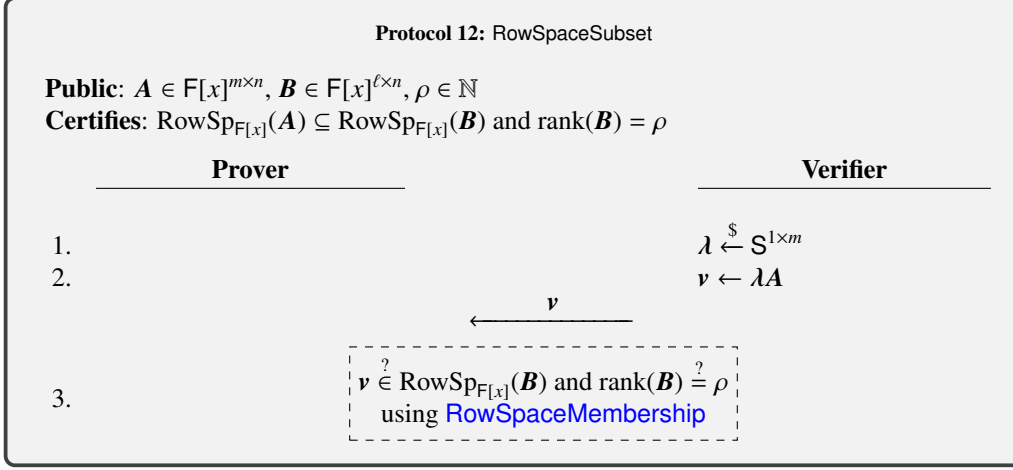 Protocol 12: RowSpaceSubset
Public: A ∈ F[x]^{m×n}, B ∈ F[x]^{ℓ×n}, ρ ∈ ℕ
Certifies: RowSp_{F[x]}(A) ⊆ RowSp_{F[x]}(B) and rank(B) = ρ
Prover Verifier
1. λ $← S^{1×m}
2. v ← λA
v
3. v ?∈ RowSp_{F[x]}(B) and rank(B) ?= ρ
using RowSpaceMembership